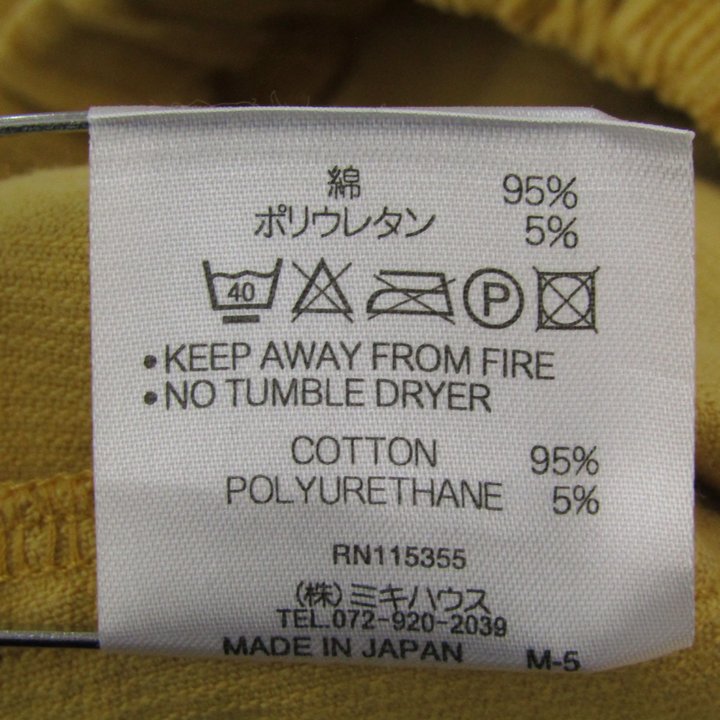 綿 95%
ポリウレタン 5%
40 P
•KEEP AWAY FROM FIRE
•NO TUMBLE DRYER
COTTON 95%
POLYURETHANE 5%
RN115355
(株)ミキハウス
TEL.072-920-2039
MADE IN JAPAN M-5